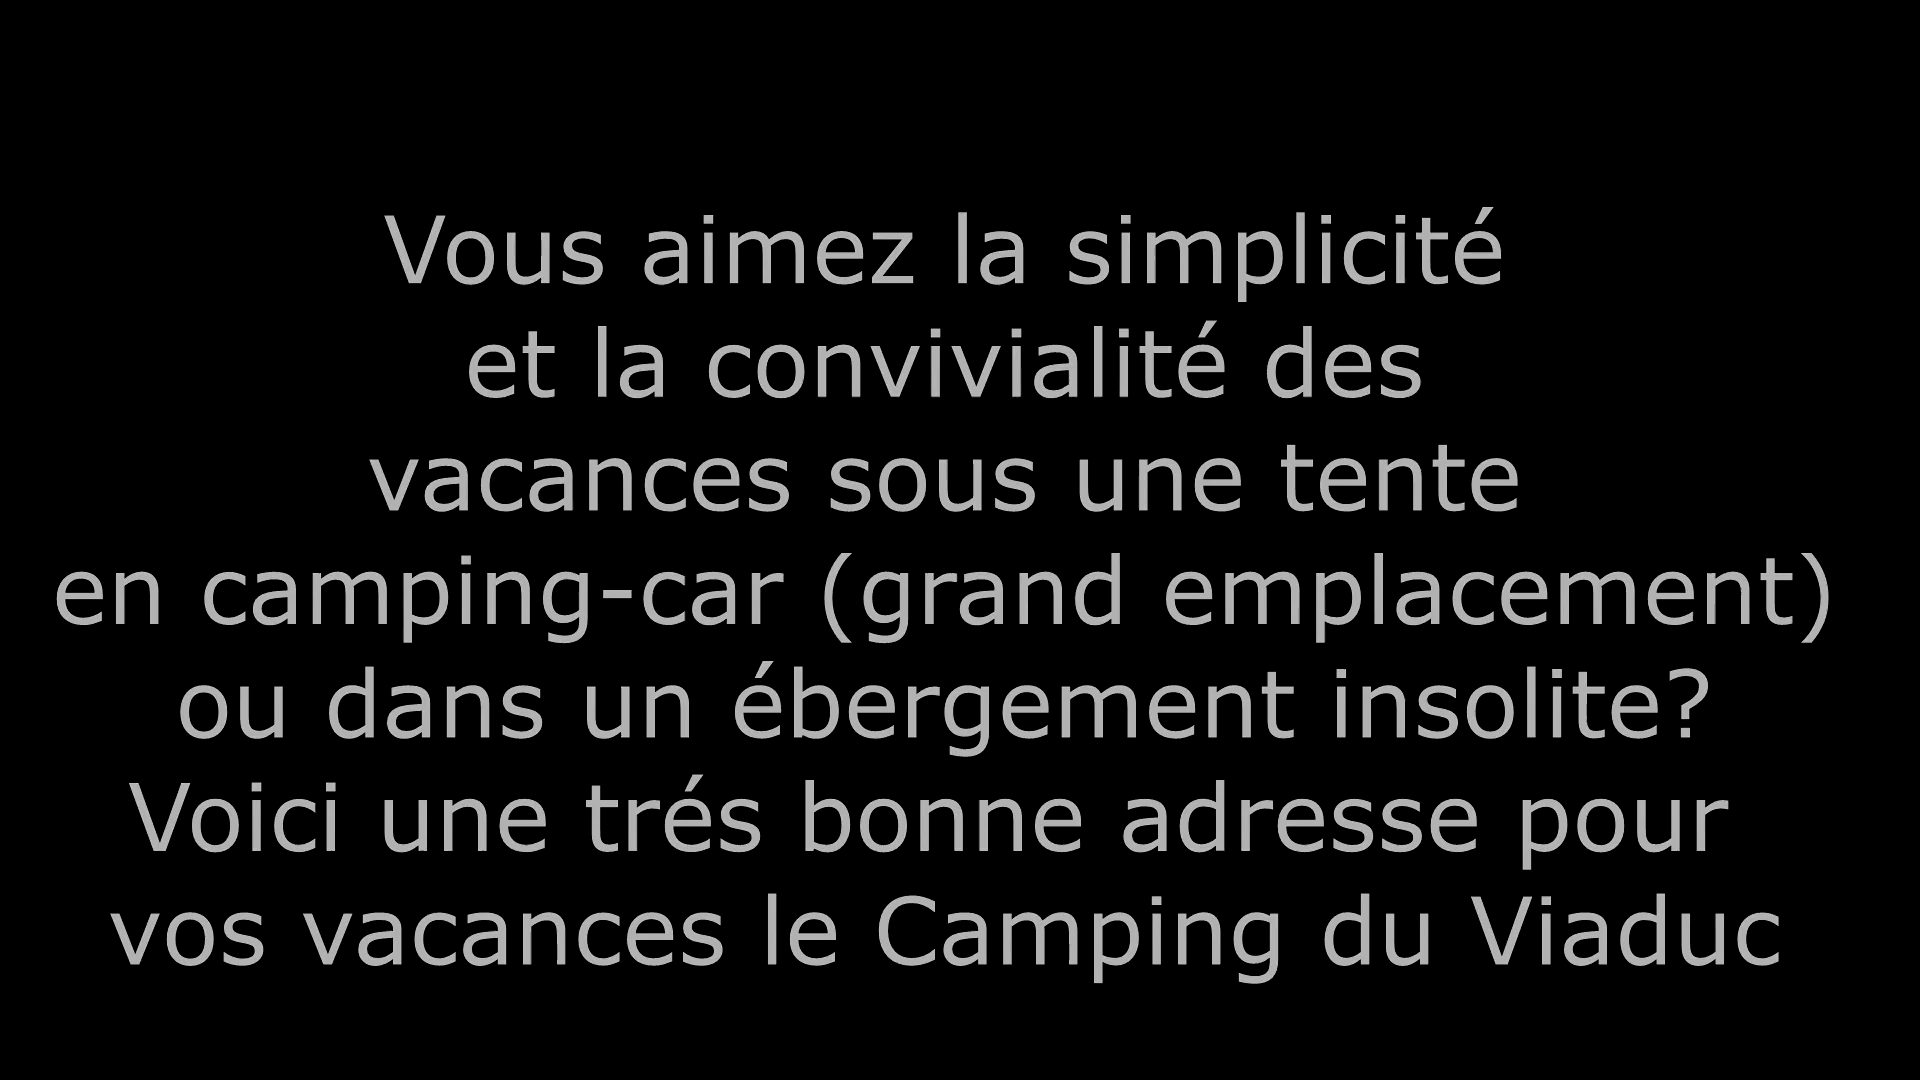 Vous aimez la simplicité
et la convivialité des
vacances sous une tente
en camping-car (grand emplacement)
ou dans un ébergement insolite?
Voici une trés bonne adresse pour
vos vacances le Camping du Viaduc